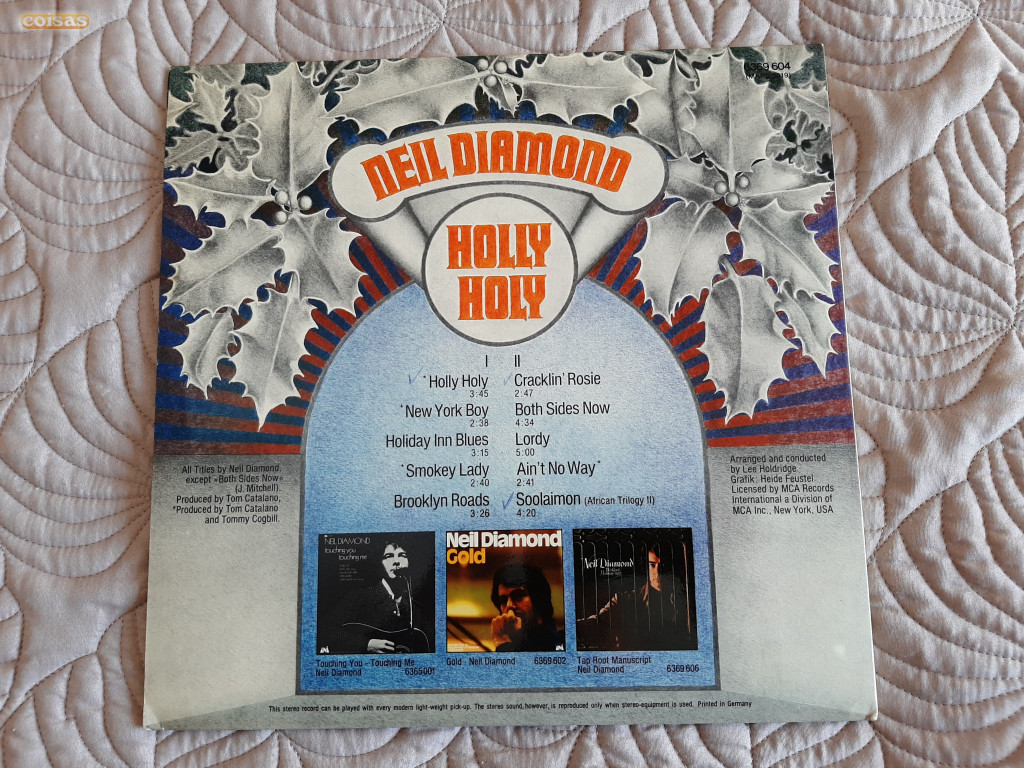 coisas
6369 604
NEIL DIAMOND
HOLLY
HOLY
I II
*Holly Holy
3:45
*New York Boy
2:38
Holiday Inn Blues
3:15
*Smokey Lady
2:40
Brooklyn Roads
3:26
Cracklin' Rosie
2:47
Both Sides Now
4:34
Lordy
5:00
Ain't No Way*
2:41
Soolaimon (African Trilogy II)
4:20
All Titles by Neil Diamond,
except »Both Sides Now«
(J. Mitchell).
Produced by Tom Catalano,
*Produced by Tom Catalano
and Tommy Cogbill.
Arranged and conducted
by Lee Holdridge.
Grafik: Heide Feustel
Licensed by MCA Records
International a Division of
MCA Inc., New York, USA
NEIL DIAMOND
touching you
touching me
Neil Diamond
Gold
Neil Diamond
Touching You - Touching Me
Neil Diamond 6365 001
Gold - Neil Diamond 6369 602
Tap Root Manuscript
Neil Diamond 6369 606
This stereo record can be played with every modern light-weight pick-up. The stereo sound, however, is reproduced only when stereo-equipment is used. Printed in Germany